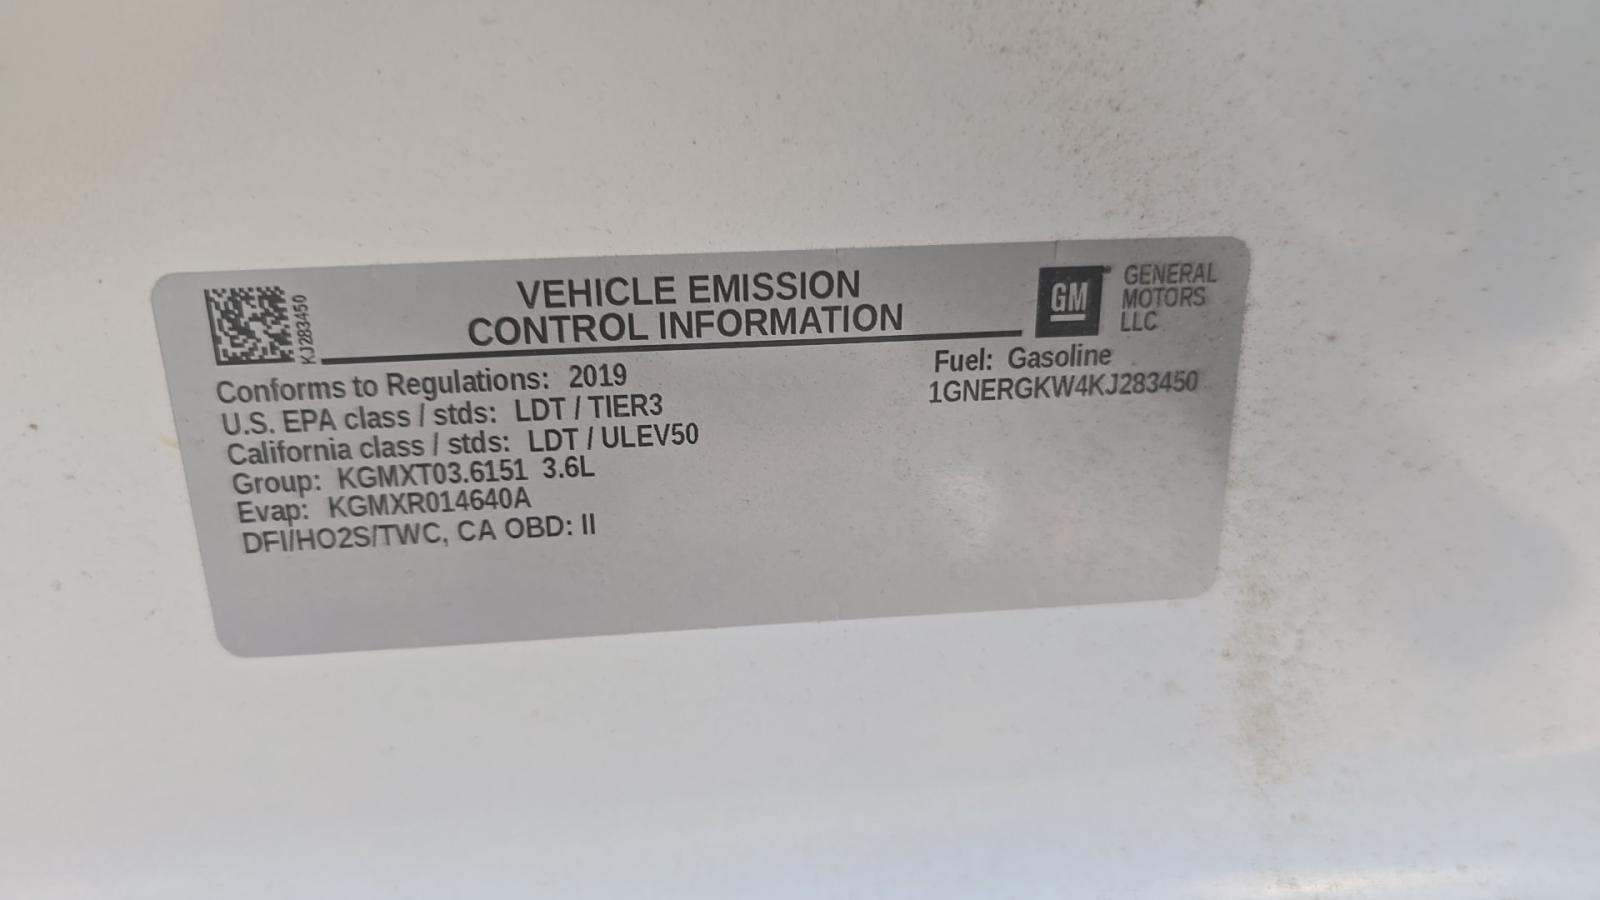 KJ283450
VEHICLE EMISSION
CONTROL INFORMATION
GM
GENERAL
MOTORS
LLC
Conforms to Regulations: 2019
U.S. EPA class / stds: LDT / TIER3
California class / stds: LDT / ULEV50
Group: KGMXT03.6151 3.6L
Evap: KGMXR014640A
DFI/HO2S/TWC, CA OBD: II
Fuel: Gasoline
1GNERGKW4KJ283450